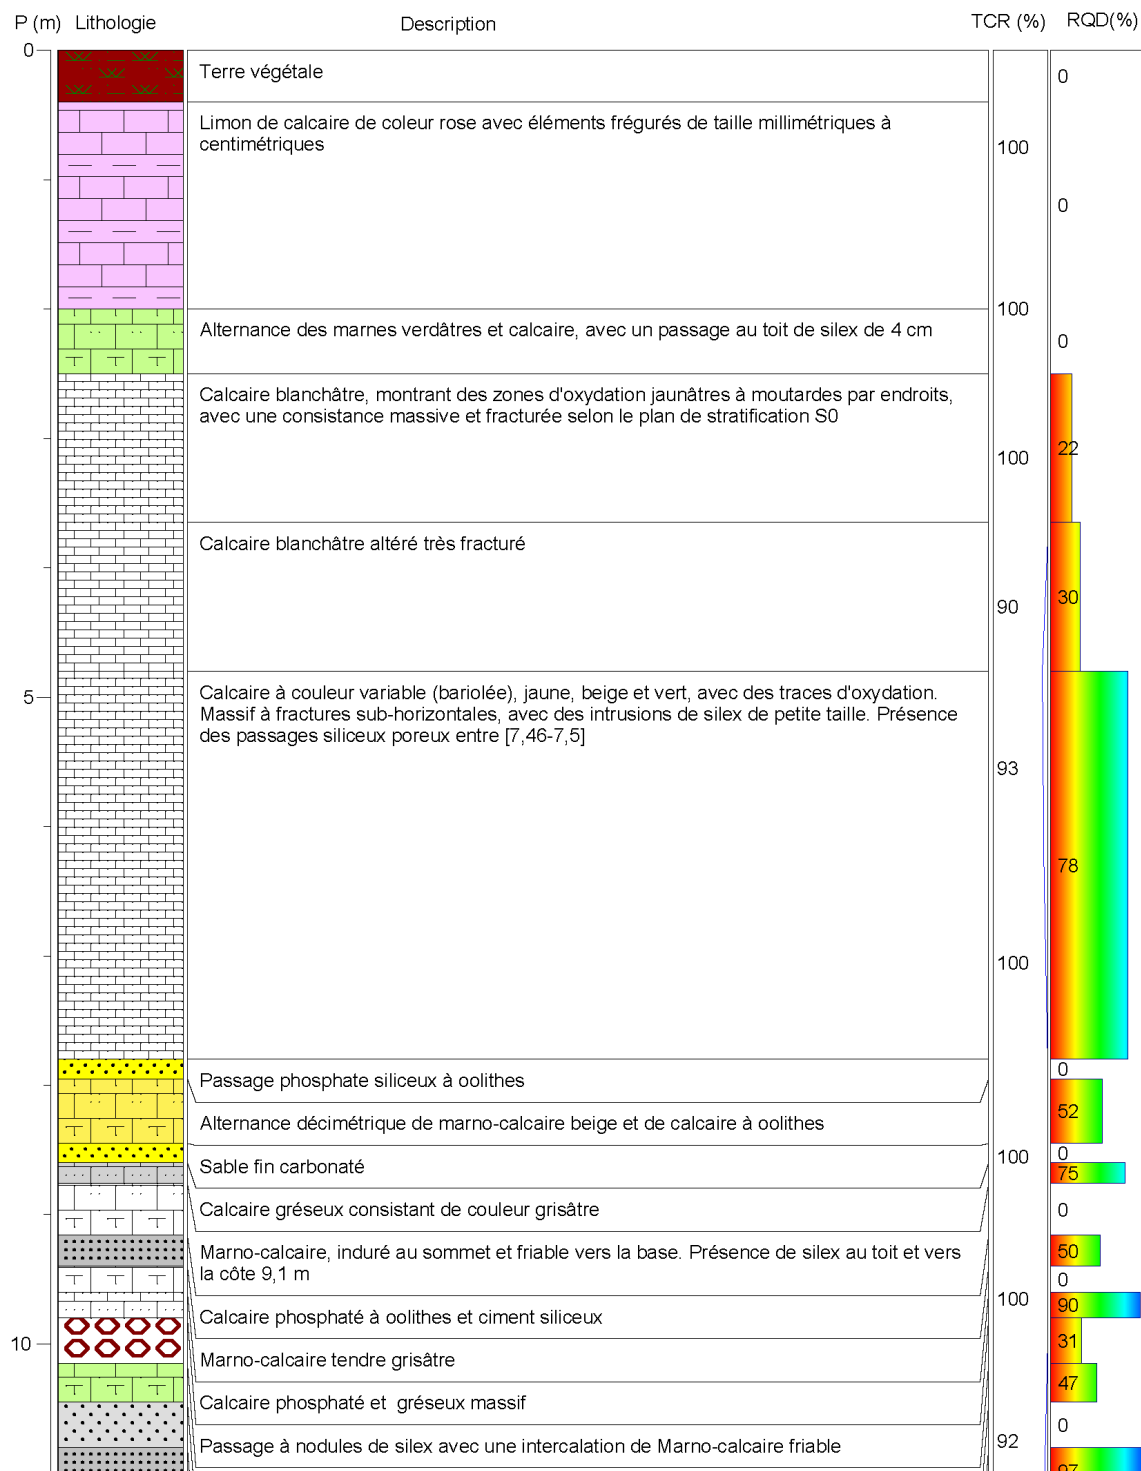 P (m) Lithologie Description TCR (%) RQD(%)
0
Terre végétale
0
Limon de calcaire de coleur rose avec éléments frégurés de taille millimétriques à
centimétriques
100
0
100
Alternance des marnes verdâtres et calcaire, avec un passage au toit de silex de 4 cm
0
Calcaire blanchâtre, montrant des zones d'oxydation jaunâtres à moutardes par endroits,
avec une consistance massive et fracturée selon le plan de stratification S0
22
100
Calcaire blanchâtre altéré très fracturé
30
90
5
Calcaire à couleur variable (bariolée), jaune, beige et vert, avec des traces d'oxydation.
Massif à fractures sub-horizontales, avec des intrusions de silex de petite taille. Présence
des passages siliceux poreux entre [7,46-7,5]
93
78
100
0
Passage phosphate siliceux à oolithes
52
Alternance décimétrique de marno-calcaire beige et de calcaire à oolithes
0
100
Sable fin carbonaté
75
Calcaire gréseux consistant de couleur grisâtre
0
Marno-calcaire, induré au sommet et friable vers la base. Présence de silex au toit et vers
la côte 9,1 m
50
0
100
90
Calcaire phosphaté à oolithes et ciment siliceux
31
10
Marno-calcaire tendre grisâtre
47
Calcaire phosphaté et gréseux massif
0
Passage à nodules de silex avec une intercalation de Marno-calcaire friable
92
97